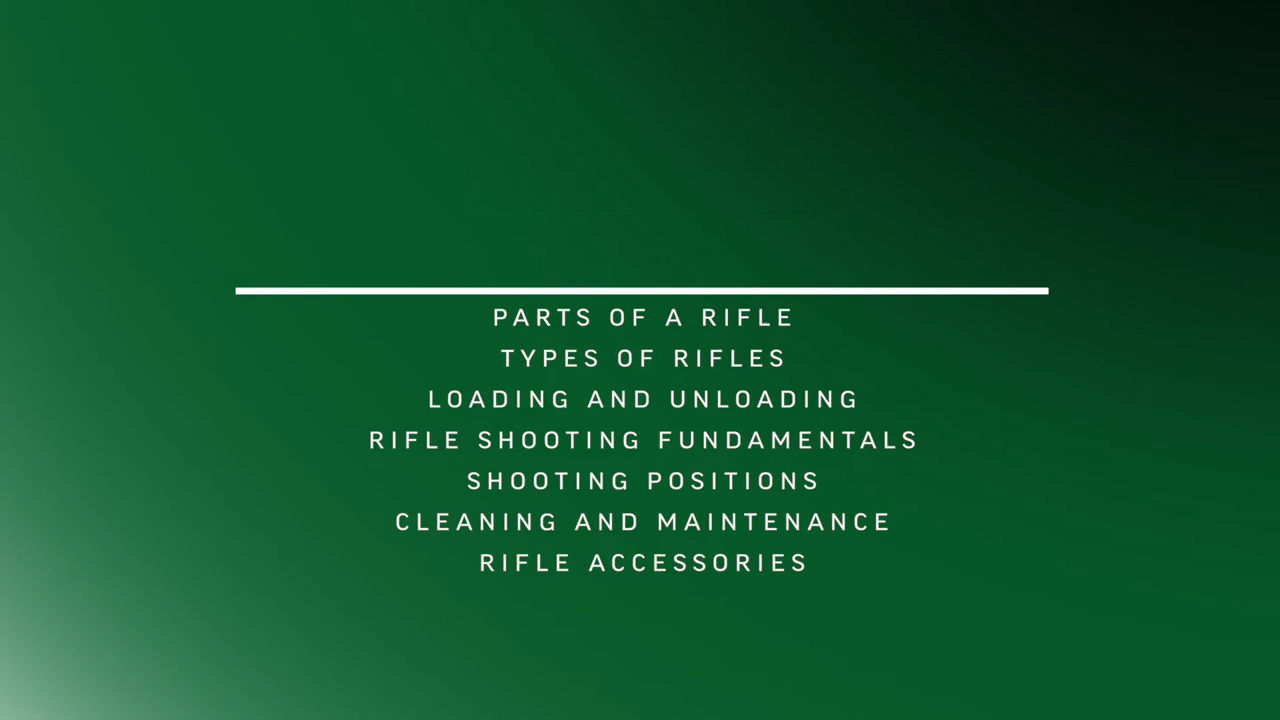 PARTS OF A RIFLE
TYPES OF RIFLES
LOADING AND UNLOADING
RIFLE SHOOTING FUNDAMENTALS
SHOOTING POSITIONS
CLEANING AND MAINTENANCE
RIFLE ACCESSORIES